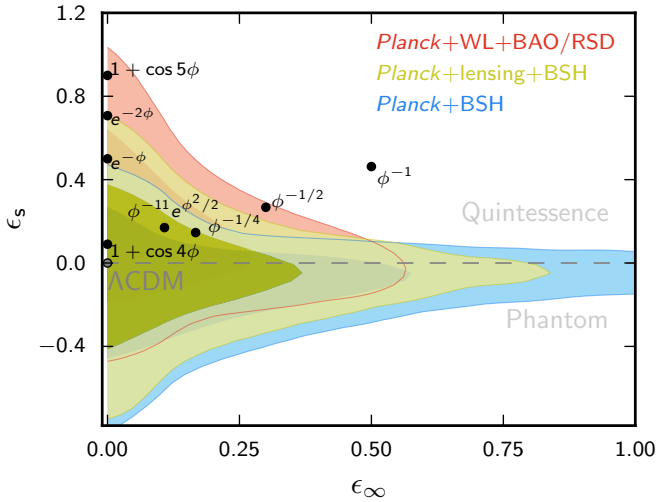 Planck+WL+BAO/RSD
Planck+lensing+BSH
Planck+BSH
1.2
0.8
0.4
0.0
−0.4
ϵₛ
1 + cos 5ϕ
e^{−2ϕ}
e^{−ϕ}
ϕ^{−11}e^{ϕ²/2}
ϕ^{−1/4}
ϕ^{−1/2}
ϕ^{−1}
1 + cos 4ϕ
ΛCDM
Quintessence
Phantom
0.00
0.25
0.50
0.75
1.00
ϵ_∞